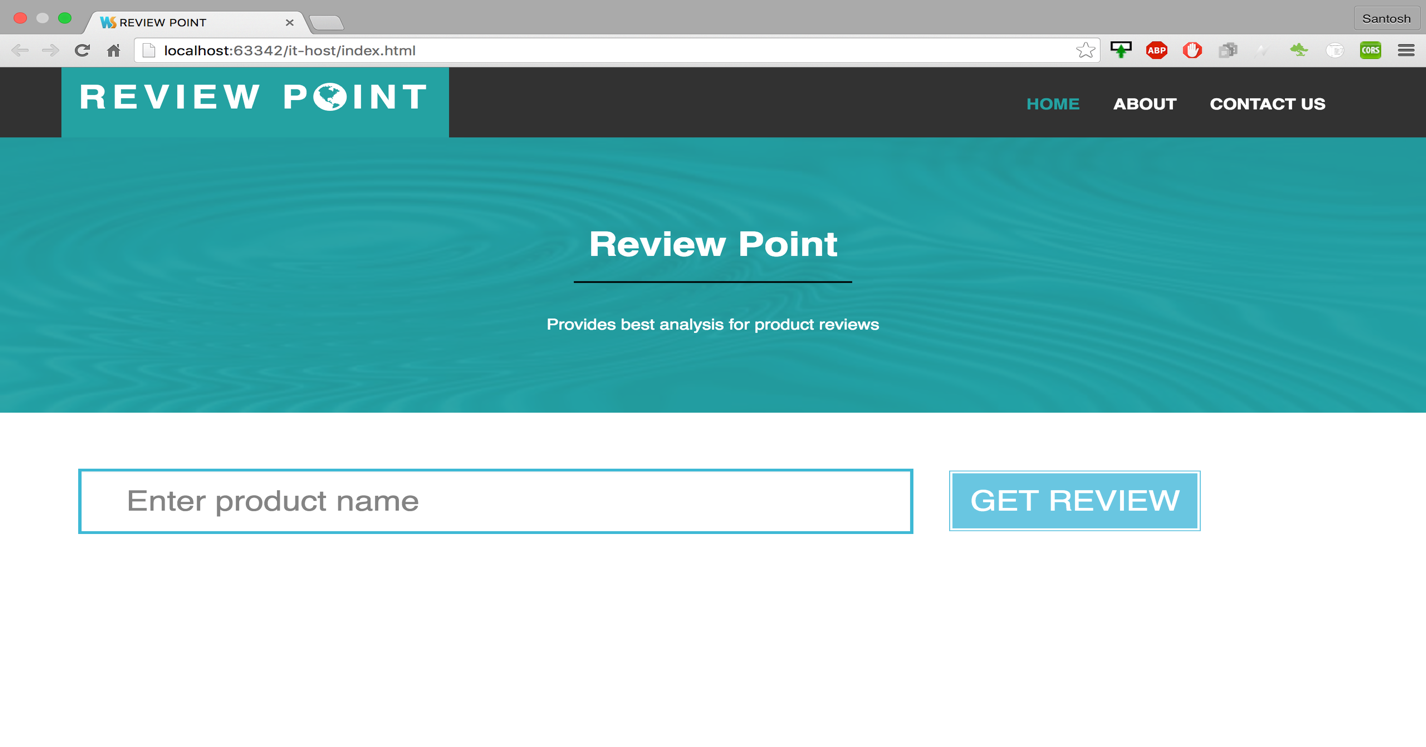 REVIEW POINT
Santosh
localhost:63342/it-host/index.html
ABP
CORS
REVIEW POINT
HOME ABOUT CONTACT US
Review Point
Provides best analysis for product reviews
Enter product name
GET REVIEW